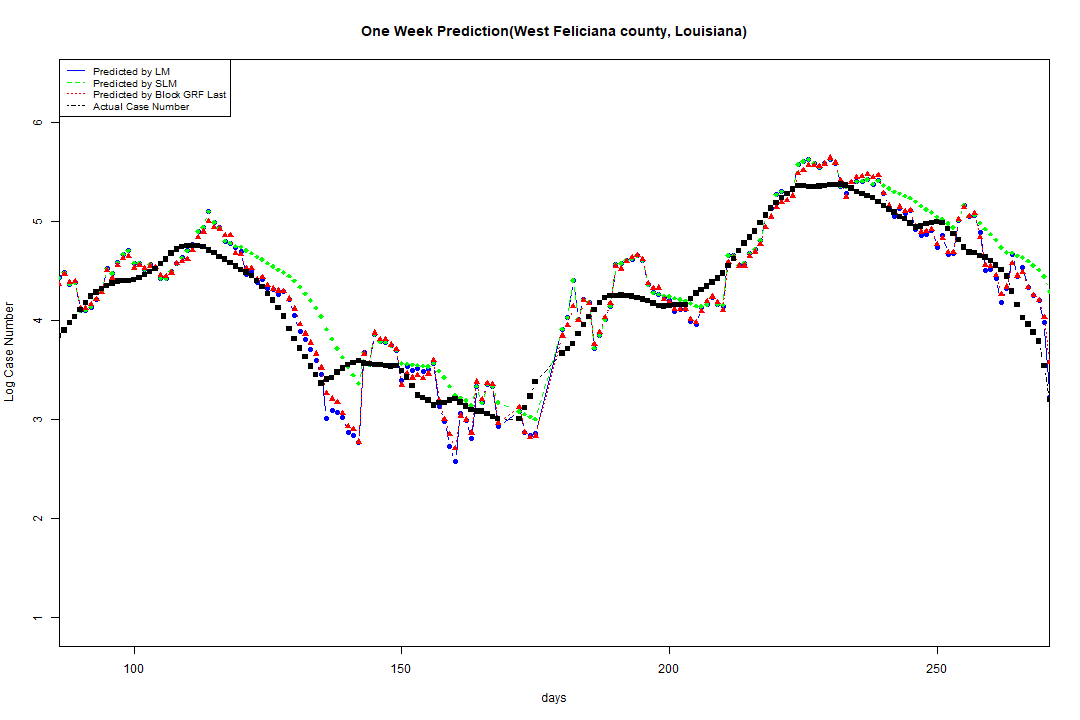 One Week Prediction(West Feliciana county, Louisiana)
Predicted by LM
Predicted by SLM
Predicted by Block GRF Last
Actual Case Number
Log Case Number
6
5
4
3
2
1
100
150
200
250
days